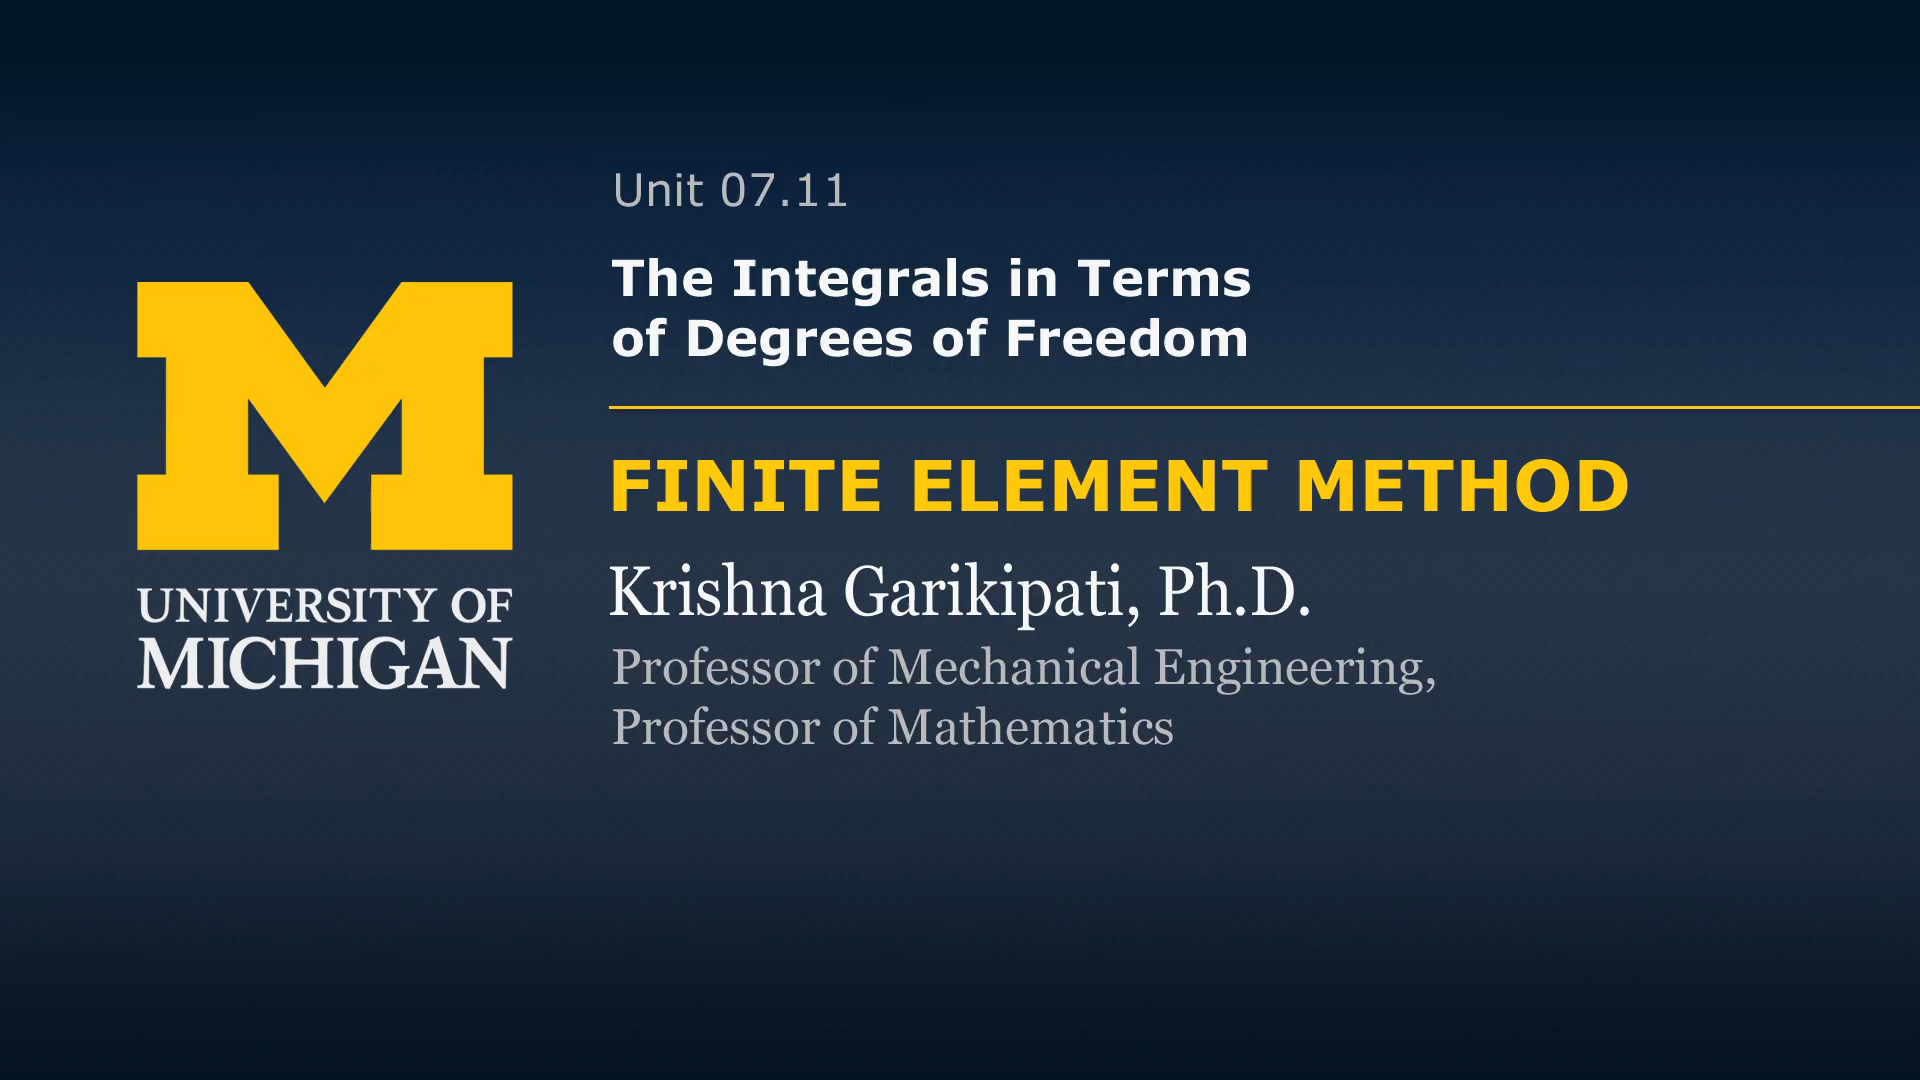 Unit 07.11
The Integrals in Terms
of Degrees of Freedom
FINITE ELEMENT METHOD
Krishna Garikipati, Ph.D.
Professor of Mechanical Engineering,
Professor of Mathematics
M
UNIVERSITY OF
MICHIGAN